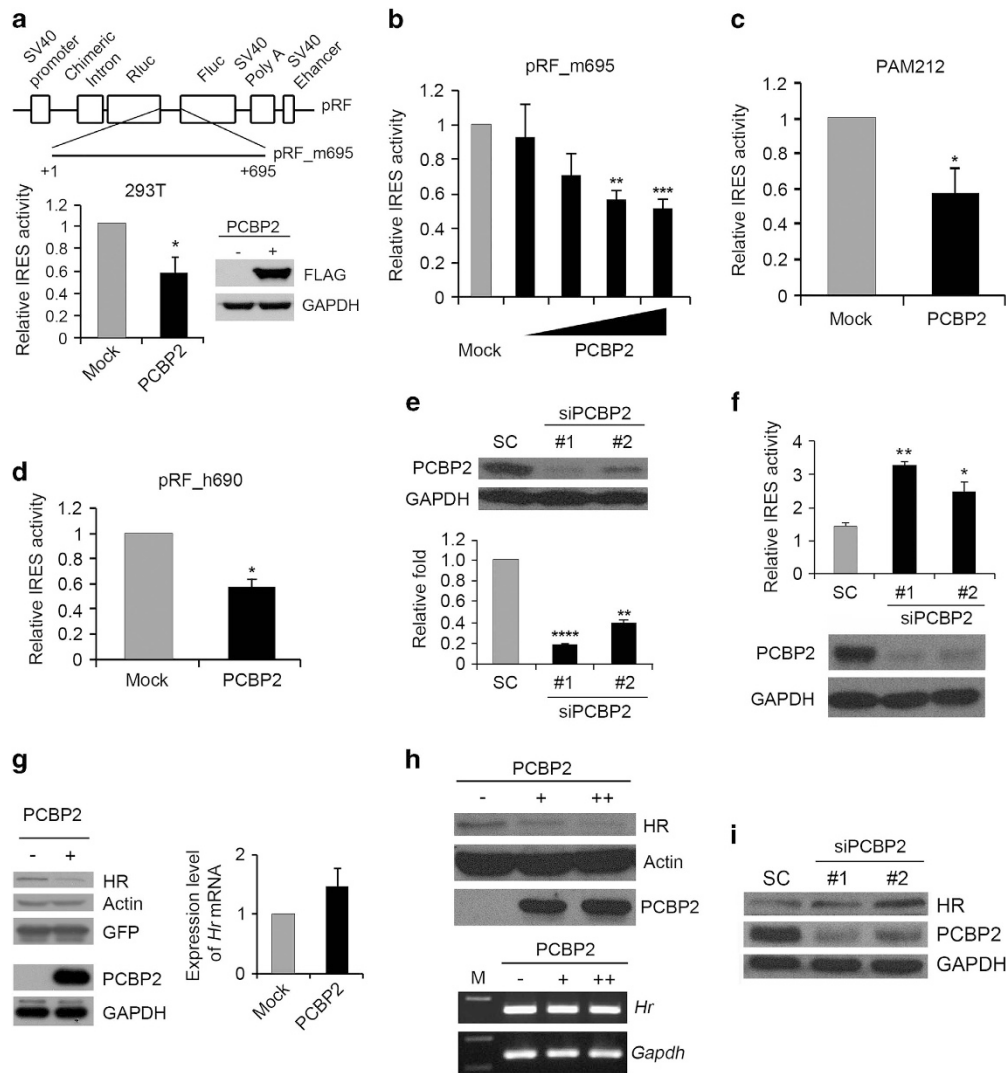 a
SV40 promoter
Chimeric Intron
Rluc
Fluc
SV40 Poly A
SV40 Ehancer
pRF
pRF_m695
+1
+695
293T
Relative IRES activity
1.2
1
0.8
0.6
0.4
0.2
0
*
Mock
PCBP2
PCBP2
- +
FLAG
GAPDH
b
pRF_m695
Relative IRES activity
1.2
1
0.8
0.6
0.4
0.2
0
** ***
Mock PCBP2
c
PAM212
Relative IRES activity
1.2
1
0.8
0.6
0.4
0.2
0
*
Mock PCBP2
d
pRF_h690
Relative IRES activity
1.2
1
0.8
0.6
0.4
0.2
0
*
Mock PCBP2
e
siPCBP2
SC #1 #2
PCBP2
GAPDH
Relative fold
1.2
1.0
0.8
0.6
0.4
0.2
0
**** **
SC #1 #2
siPCBP2
f
Relative IRES activity
4
3
2
1
0
** *
SC #1 #2
siPCBP2
PCBP2
GAPDH
g
PCBP2
- +
HR
Actin
GFP
PCBP2
GAPDH
Expression level of Hr mRNA
2
1
0
Mock
PCBP2
h
PCBP2
- + ++
HR
Actin
PCBP2
PCBP2
M - + ++
Hr
Gapdh
i
siPCBP2
SC #1 #2
HR
PCBP2
GAPDH